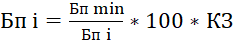 Бп i = Бп min / Бп i * 100 * КЗ